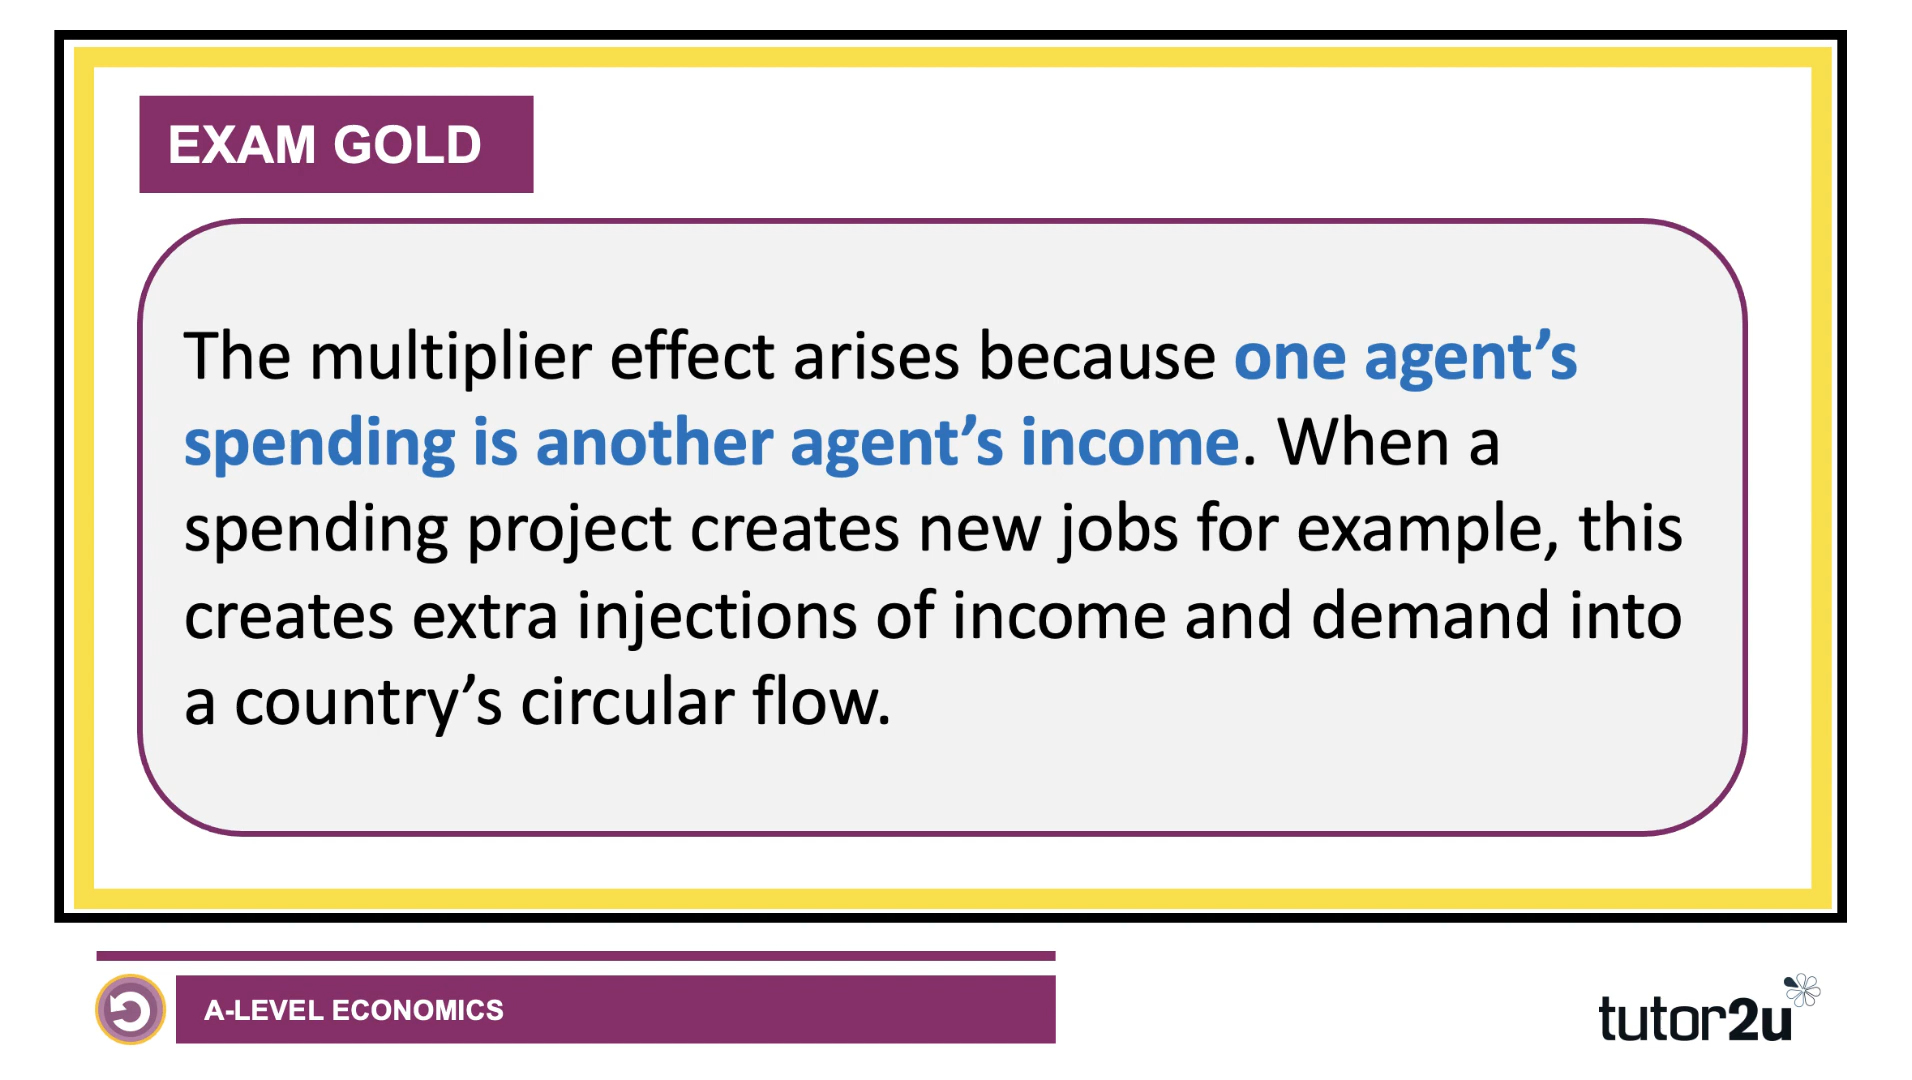 EXAM GOLD
The multiplier effect arises because one agent’s
spending is another agent’s income. When a
spending project creates new jobs for example, this
creates extra injections of income and demand into
a country’s circular flow.
A-LEVEL ECONOMICS
tutor2u